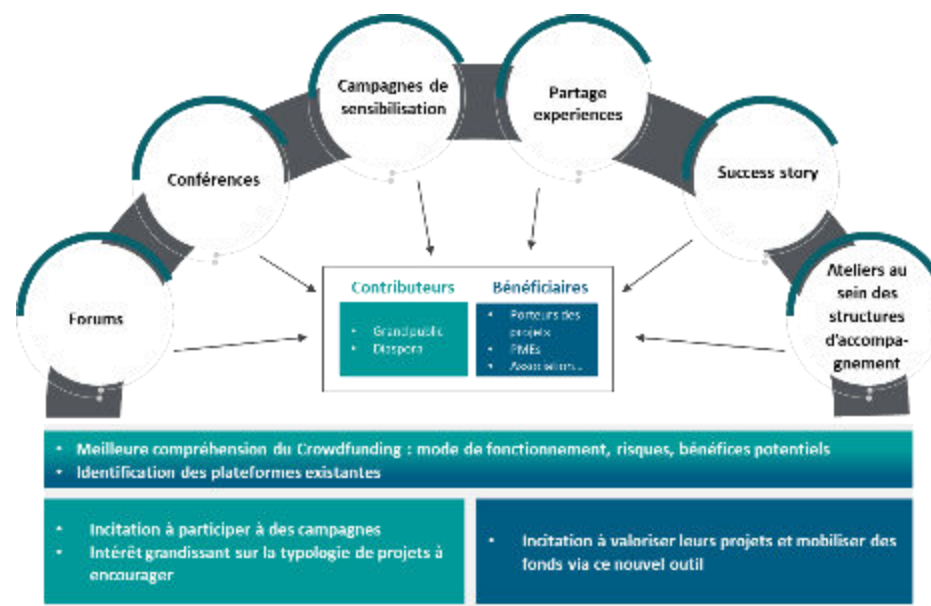 Campagnes de
sensibilisation
Partage
experiences
Conférences
Success story
Forums
Ateliers au
sein des
structures
d'accompa-
gnement
Contributeurs
• Grand public
• Diaspora
Bénéficiaires
• Porteurs des
projets
• PMEs
• Association...
• Meilleure compréhension du Crowdfunding : mode de fonctionnement, risques, bénéfices potentiels
• Identification des plateformes existantes
• Incitation à participer à des campagnes
• Intérêt grandissant sur la typologie de projets à
encourager
• Incitation à valoriser leurs projets et mobiliser des
fonds via ce nouvel outil